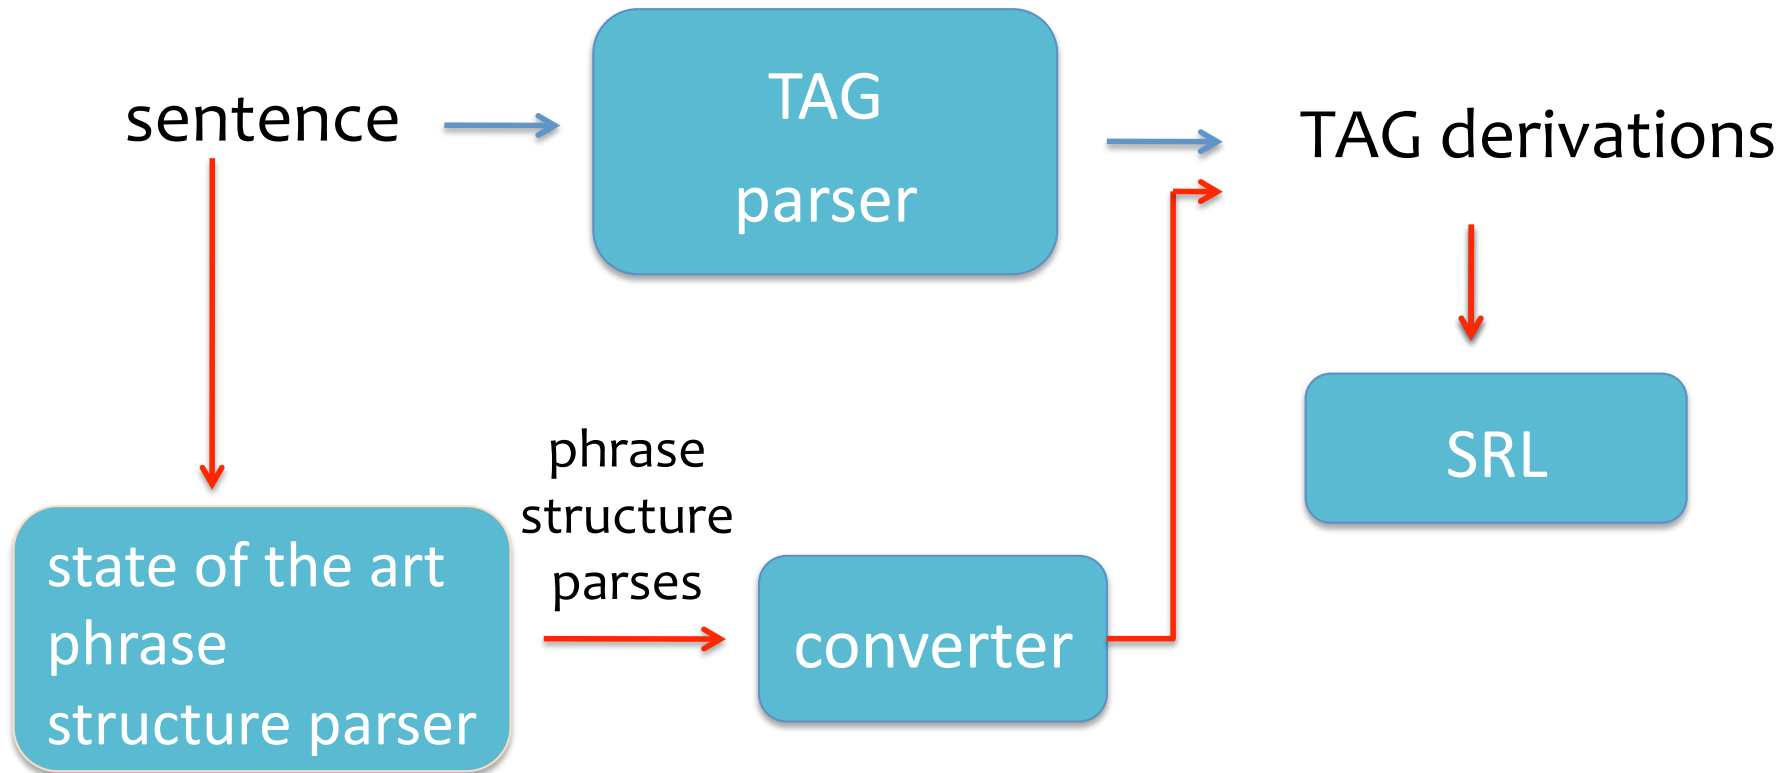 sentence
TAG
parser
TAG derivations
SRL
phrase
structure
parses
state of the art
phrase
structure parser
converter